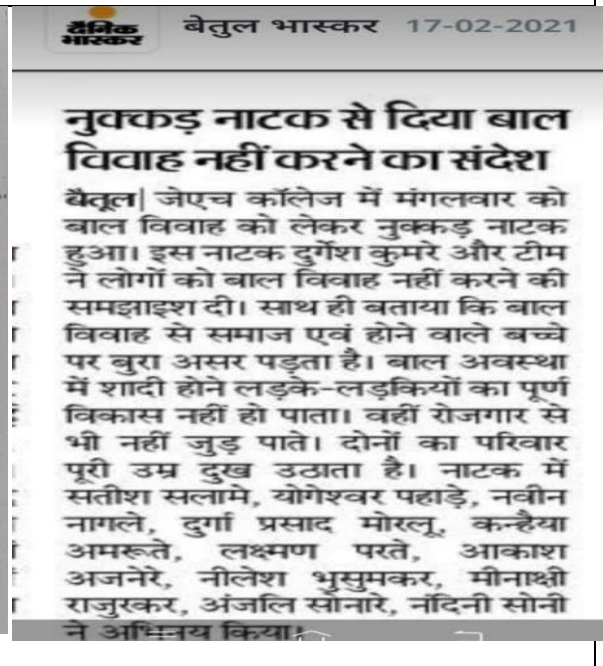 दैनिक
भास्कर
बेतुल भास्कर 17-02-2021
नुक्कड़ नाटक से दिया बाल
विवाह नहीं करने का संदेश
बैतूल| जेएच कॉलेज में मंगलवार को
बाल विवाह को लेकर नुक्कड़ नाटक
हुआ। इस नाटक दुर्गेश कुमरे और टीम
ने लोगों को बाल विवाह नहीं करने की
समझाइश दी। साथ ही बताया कि बाल
विवाह से समाज एवं होने वाले बच्चे
पर बुरा असर पड़ता है। बाल अवस्था
में शादी होने लड़के-लड़कियों का पूर्ण
विकास नहीं हो पाता। वहीं रोजगार से
भी नहीं जुड़ पाते। दोनों का परिवार
पूरी उम्र दुख उठाता है। नाटक में
सतीश सलामे, योगेश्वर पहाड़े, नवीन
नागले, दुर्गा प्रसाद मोरलू, कन्हैया
अमरूते, लक्ष्मण परते, आकाश
अजनेरे, नीलेश भुसुमकर, मीनाक्षी
राजुरकर, अंजलि सोनारे, नंदिनी सोनी
ने अभिनय किया।